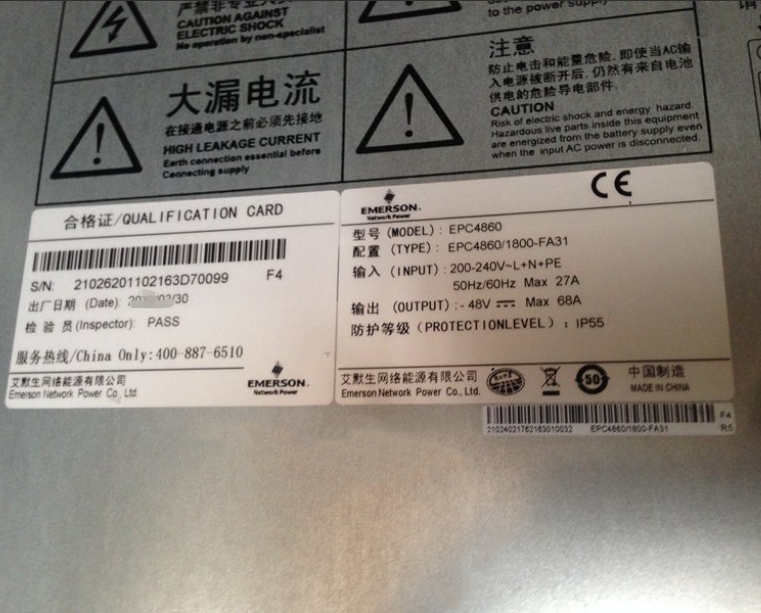 严禁非专业人
CAUTION AGAINST
ELECTRIC SHOCK
No operation by non-specialist
to the power supply
大漏电流
在接通电源之前必须先接地
HIGH LEAKAGE CURRENT
Earth connection essential before
Connecting supply
注意
防止电击和能量危险, 即使当AC输
入电源被断开后, 仍然有来自电池
供电的危险导电部件.
CAUTION
Risk of electric shock and energy hazard.
Hazardous live parts inside this equipment
are energized from the battery supply even
when the input AC power is disconnected.
合格证/QUALIFICATION CARD
S/N: 21026201102163D70099 F4
出厂日期 (Date): 03/30
检 验 员(Inspector): PASS
服务热线/China Only:400-887-6510
艾默生网络能源有限公司
Emerson Network Power Co., Ltd
EMERSON.
Network Power
EMERSON.
Network Power
CE
型号 (MODEL): EPC4860
配置 (TYPE): EPC4860/1800-FA31
输入 (INPUT): 200-240V~L+N+PE
50Hz/60Hz Max 27A
输出 (OUTPUT): - 48V Max 68A
防护等级 (PROTECTIONLEVEL) : IP55
艾默生网络能源有限公司
Emerson Network Power Co., Ltd.
50
中国制造
MADE IN CHINA
F4
21024021762163010032 EPC4860/1800-FA31 R5